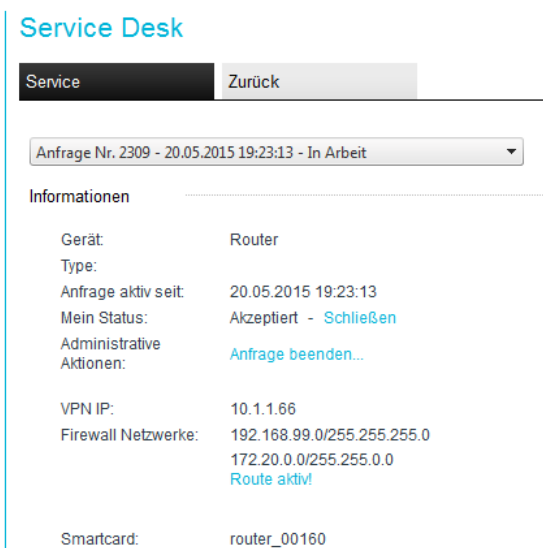 Service Desk
Service Zurück
Anfrage Nr. 2309 - 20.05.2015 19:23:13 - In Arbeit
Informationen
Gerät: Router
Type:
Anfrage aktiv seit: 20.05.2015 19:23:13
Mein Status: Akzeptiert - Schließen
Administrative
Aktionen: Anfrage beenden...
VPN IP: 10.1.1.66
Firewall Netzwerke: 192.168.99.0/255.255.255.0
172.20.0.0/255.255.0.0
Route aktiv!
Smartcard: router_00160